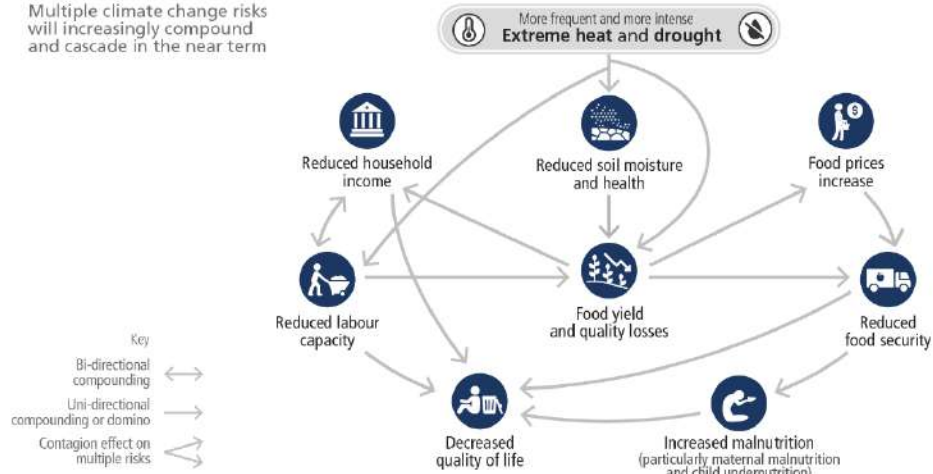 Multiple climate change risks
will increasingly compound
and cascade in the near term
More frequent and more intense
Extreme heat and drought
Reduced household
income
Reduced soil moisture
and health
Food prices
increase
$
Reduced labour
capacity
Food yield
and quality losses
Reduced
food security
Key
Bi-directional
compounding
Uni-directional
compounding or domino
Contagion effect on
multiple risks
Decreased
quality of life
Increased malnutrition
(particularly maternal malnutrition
and child undernutrition)